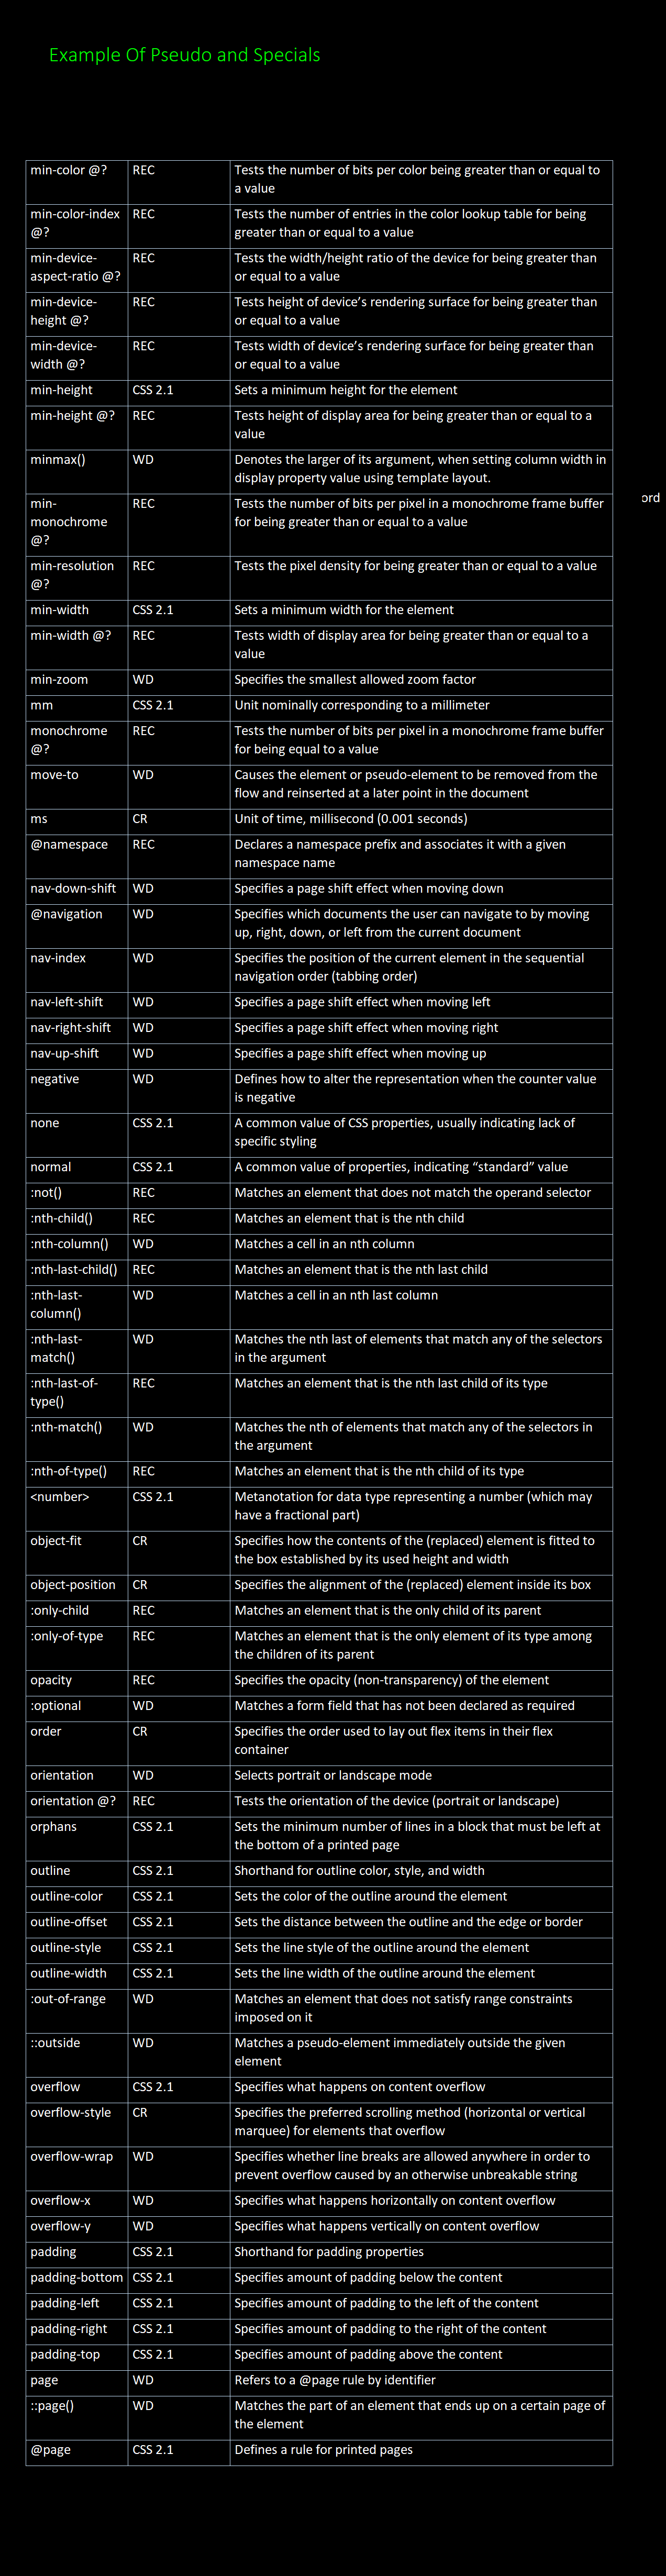 Example Of Pseudo and Specials
min-color @? REC Tests the number of bits per color being greater than or equal to
a value
min-color-index REC Tests the number of entries in the color lookup table for being
@? greater than or equal to a value
min-device- REC Tests the width/height ratio of the device for being greater than
aspect-ratio @? or equal to a value
min-device- REC Tests height of device’s rendering surface for being greater than
height @? or equal to a value
min-device- REC Tests width of device’s rendering surface for being greater than
width @? or equal to a value
min-height CSS 2.1 Sets a minimum height for the element
min-height @? REC Tests height of display area for being greater than or equal to a
value
minmax() WD Denotes the larger of its argument, when setting column width in
display property value using template layout.
min- REC Tests the number of bits per pixel in a monochrome frame buffer
ord
monochrome for being greater than or equal to a value
@?
min-resolution REC Tests the pixel density for being greater than or equal to a value
@?
min-width CSS 2.1 Sets a minimum width for the element
min-width @? REC Tests width of display area for being greater than or equal to a
value
min-zoom WD Specifies the smallest allowed zoom factor
mm CSS 2.1 Unit nominally corresponding to a millimeter
monochrome REC Tests the number of bits per pixel in a monochrome frame buffer
@? for being equal to a value
move-to WD Causes the element or pseudo-element to be removed from the
flow and reinserted at a later point in the document
ms CR Unit of time, millisecond (0.001 seconds)
@namespace REC Declares a namespace prefix and associates it with a given
namespace name
nav-down-shift WD Specifies a page shift effect when moving down
@navigation WD Specifies which documents the user can navigate to by moving
up, right, down, or left from the current document
nav-index WD Specifies the position of the current element in the sequential
navigation order (tabbing order)
nav-left-shift WD Specifies a page shift effect when moving left
nav-right-shift WD Specifies a page shift effect when moving right
nav-up-shift WD Specifies a page shift effect when moving up
negative WD Defines how to alter the representation when the counter value
is negative
none CSS 2.1 A common value of CSS properties, usually indicating lack of
specific styling
normal CSS 2.1 A common value of properties, indicating “standard” value
:not() REC Matches an element that does not match the operand selector
:nth-child() REC Matches an element that is the nth child
:nth-column() WD Matches a cell in an nth column
:nth-last-child() REC Matches an element that is the nth last child
:nth-last- WD Matches a cell in an nth last column
column()
:nth-last- WD Matches the nth last of elements that match any of the selectors
match() in the argument
:nth-last-of- REC Matches an element that is the nth last child of its type
type()
:nth-match() WD Matches the nth of elements that match any of the selectors in
the argument
:nth-of-type() REC Matches an element that is the nth child of its type
<number> CSS 2.1 Metanotation for data type representing a number (which may
have a fractional part)
object-fit CR Specifies how the contents of the (replaced) element is fitted to
the box established by its used height and width
object-position CR Specifies the alignment of the (replaced) element inside its box
:only-child REC Matches an element that is the only child of its parent
:only-of-type REC Matches an element that is the only element of its type among
the children of its parent
opacity REC Specifies the opacity (non-transparency) of the element
:optional WD Matches a form field that has not been declared as required
order CR Specifies the order used to lay out flex items in their flex
container
orientation WD Selects portrait or landscape mode
orientation @? REC Tests the orientation of the device (portrait or landscape)
orphans CSS 2.1 Sets the minimum number of lines in a block that must be left at
the bottom of a printed page
outline CSS 2.1 Shorthand for outline color, style, and width
outline-color CSS 2.1 Sets the color of the outline around the element
outline-offset CSS 2.1 Sets the distance between the outline and the edge or border
outline-style CSS 2.1 Sets the line style of the outline around the element
outline-width CSS 2.1 Sets the line width of the outline around the element
:out-of-range WD Matches an element that does not satisfy range constraints
imposed on it
::outside WD Matches a pseudo-element immediately outside the given
element
overflow CSS 2.1 Specifies what happens on content overflow
overflow-style CR Specifies the preferred scrolling method (horizontal or vertical
marquee) for elements that overflow
overflow-wrap WD Specifies whether line breaks are allowed anywhere in order to
prevent overflow caused by an otherwise unbreakable string
overflow-x WD Specifies what happens horizontally on content overflow
overflow-y WD Specifies what happens vertically on content overflow
padding CSS 2.1 Shorthand for padding properties
padding-bottom CSS 2.1 Specifies amount of padding below the content
padding-left CSS 2.1 Specifies amount of padding to the left of the content
padding-right CSS 2.1 Specifies amount of padding to the right of the content
padding-top CSS 2.1 Specifies amount of padding above the content
page WD Refers to a @page rule by identifier
::page() WD Matches the part of an element that ends up on a certain page of
the element
@page CSS 2.1 Defines a rule for printed pages